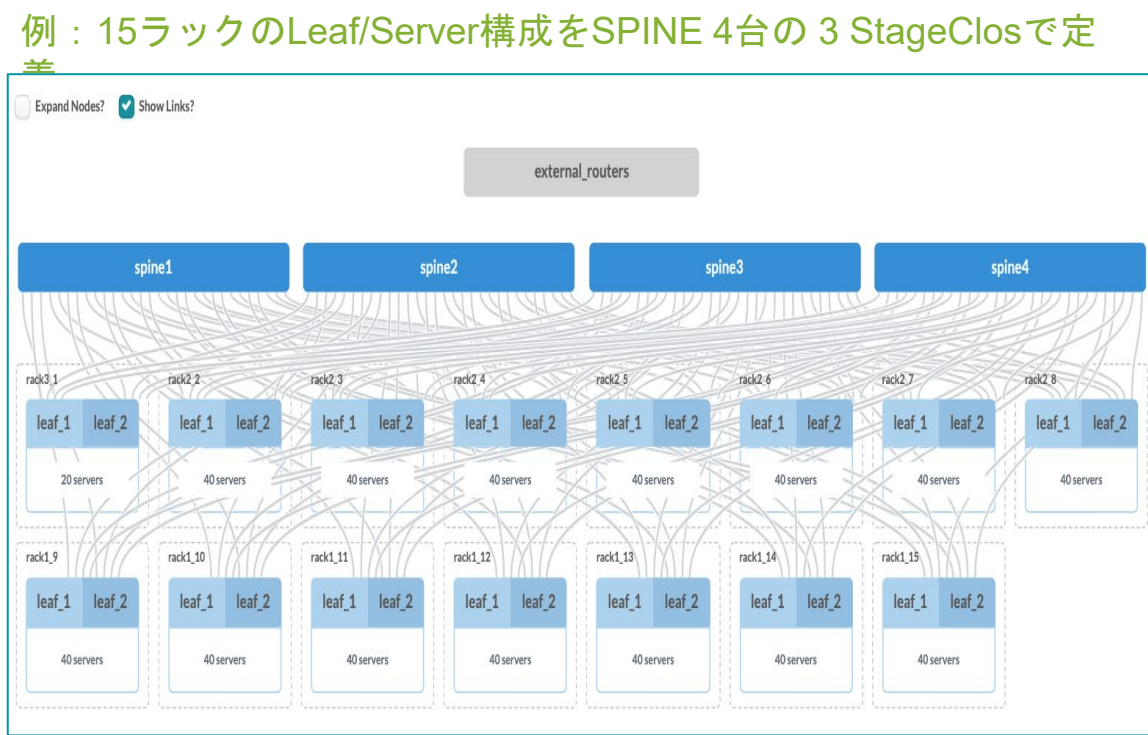 例：15ラックのLeaf/Server構成をSPINE 4台の 3 StageClosで定
義
Expand Nodes? Show Links?
external_routers
spine1 spine2 spine3 spine4
rack3_1 rack2_2 rack2_3 rack2_4 rack2_5 rack2_6 rack2_7 rack2_8
leaf_1 leaf_2 leaf_1 leaf_2 leaf_1 leaf_2 leaf_1 leaf_2 leaf_1 leaf_2 leaf_1 leaf_2 leaf_1 leaf_2 leaf_1 leaf_2
20 servers 40 servers 40 servers 40 servers 40 servers 40 servers 40 servers 40 servers
rack1_9 rack1_10 rack1_11 rack1_12 rack1_13 rack1_14 rack1_15
leaf_1 leaf_2 leaf_1 leaf_2 leaf_1 leaf_2 leaf_1 leaf_2 leaf_1 leaf_2 leaf_1 leaf_2 leaf_1 leaf_2
40 servers 40 servers 40 servers 40 servers 40 servers 40 servers 40 servers